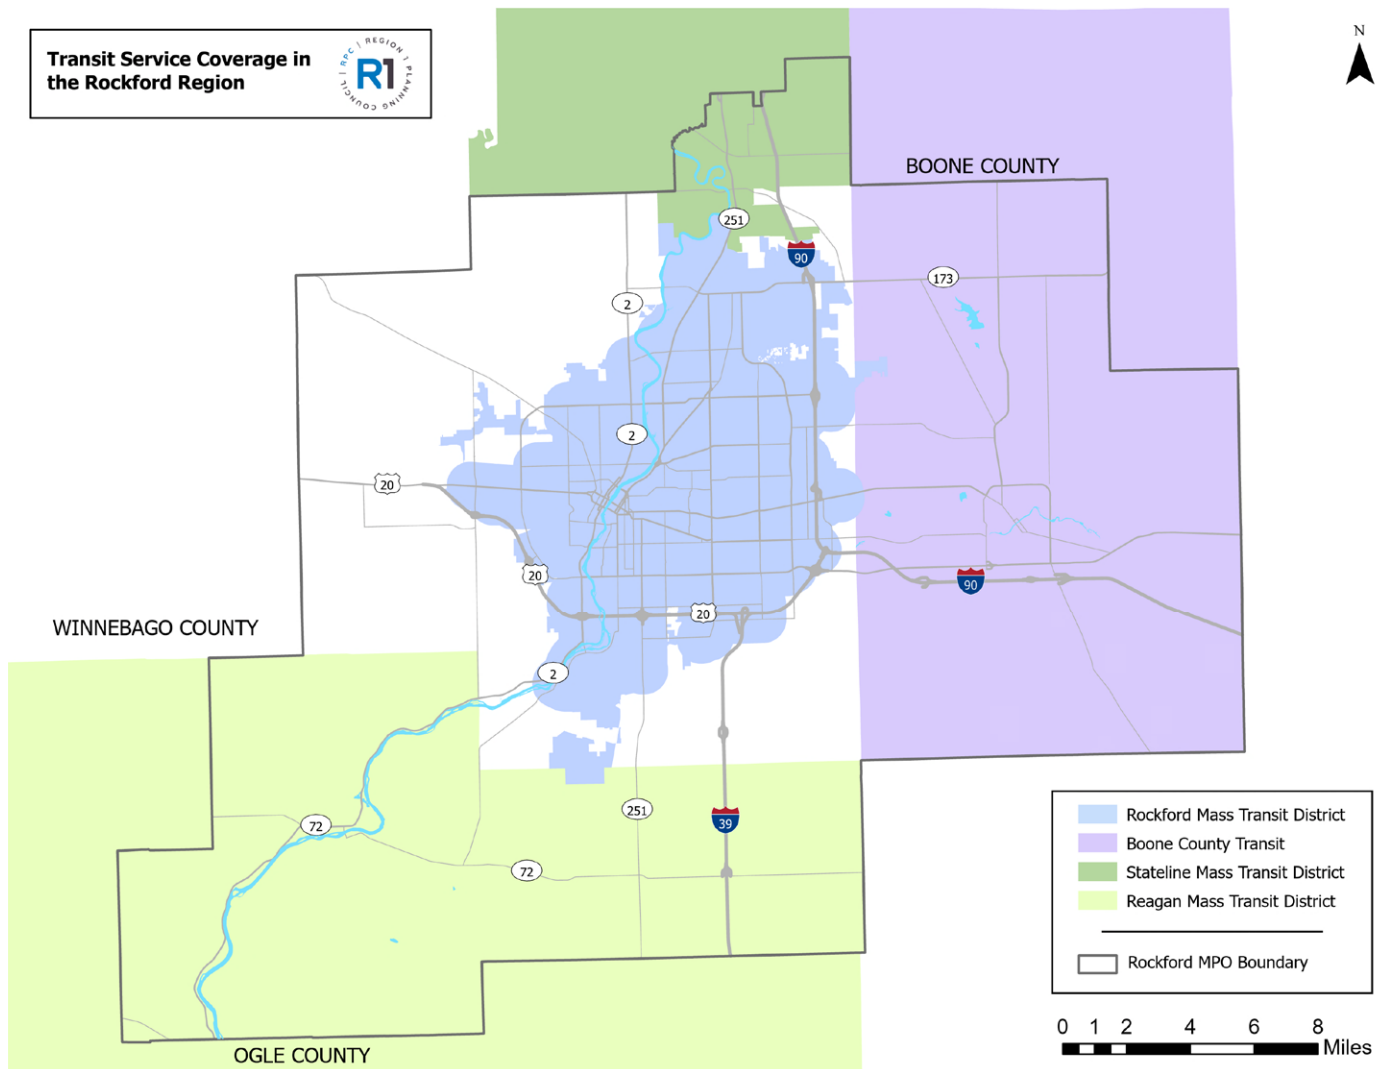 Transit Service Coverage in
the Rockford Region
RPC | REGION 1 PLANNING COUNCIL |
R1
N
BOONE COUNTY
251
90
173
2
2
20
20
90
20
WINNEBAGO COUNTY
2
251
39
72
72
OGLE COUNTY
Rockford Mass Transit District
Boone County Transit
Stateline Mass Transit District
Reagan Mass Transit District
Rockford MPO Boundary
0 1 2 4 6 8
Miles